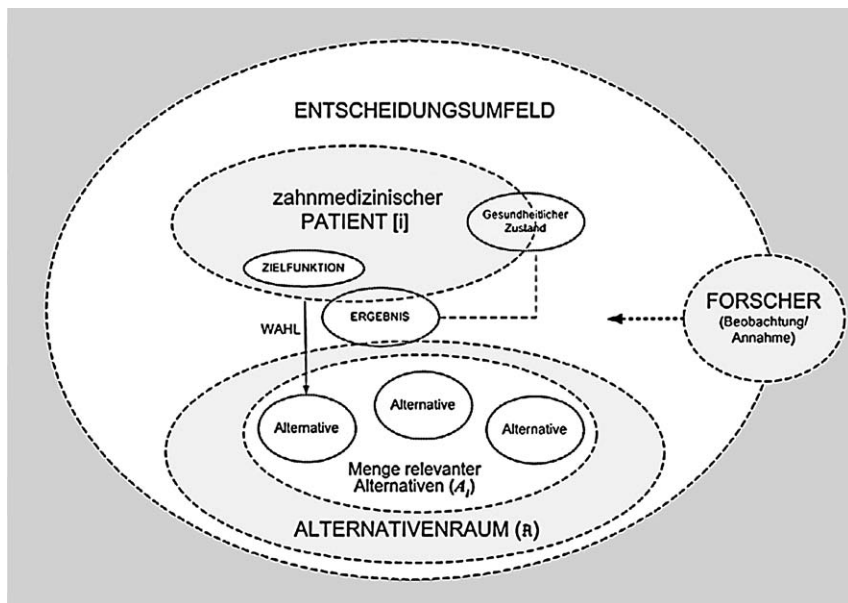 ENTSCHEIDUNGSUMFELD
zahnmedizinischer
PATIENT [i]
Gesundheitlicher
Zustand
ZIELFUNKTION
ERGEBNIS
WAHL
FORSCHER
(Beobachtung/
Annahme)
Alternative
Alternative
Alternative
Menge relevanter
Alternativen (A_i)
ALTERNATIVENRAUM (ℝ)